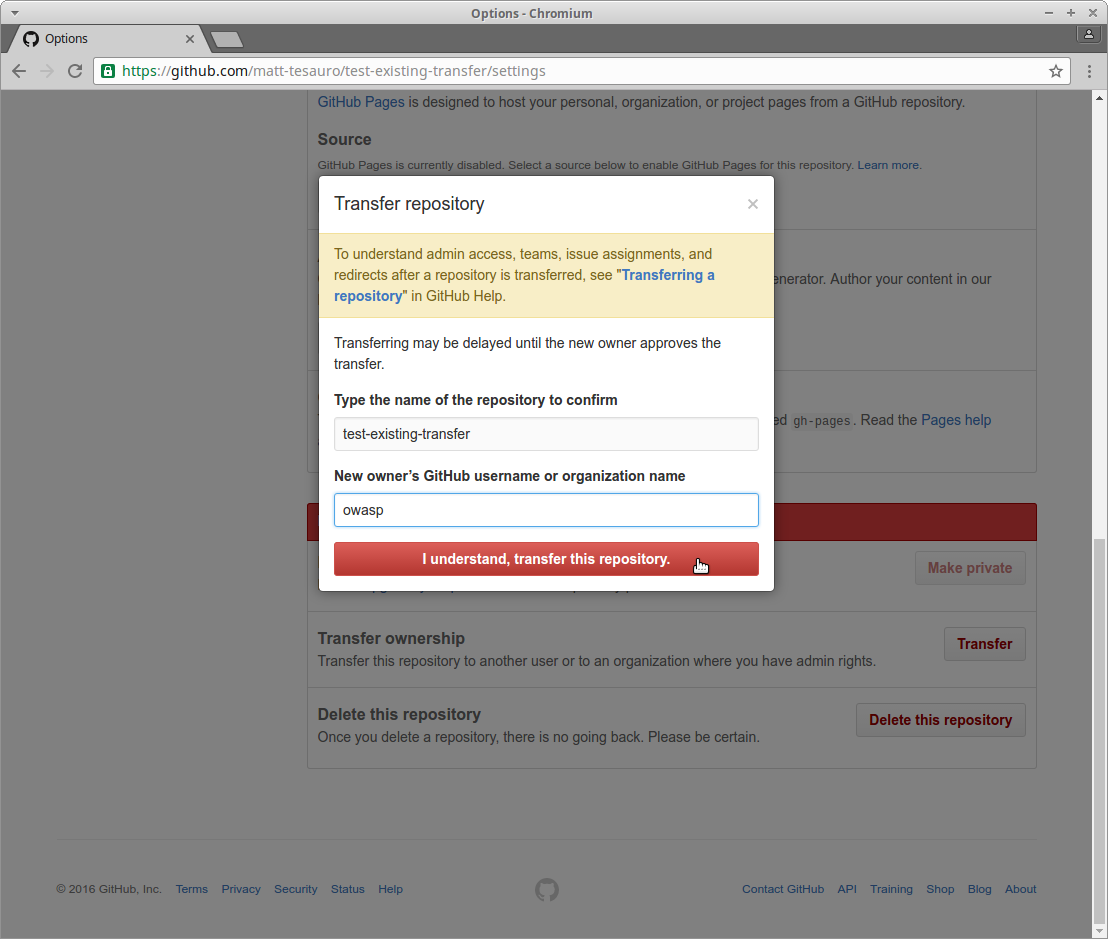 Options - Chromium
Options
https://github.com/matt-tesauro/test-existing-transfer/settings
GitHub Pages is designed to host your personal, organization, or project pages from a GitHub repository.
Source
GitHub Pages is currently disabled. Select a source below to enable GitHub Pages for this repository. Learn more.
Transfer repository
To understand admin access, teams, issue assignments, and
redirects after a repository is transferred, see "Transferring a
repository" in GitHub Help.
enerator. Author your content in our
Transferring may be delayed until the new owner approves the
transfer.
Type the name of the repository to confirm
test-existing-transfer
ed gh-pages. Read the Pages help
New owner’s GitHub username or organization name
owasp
I understand, transfer this repository.
Make private
Transfer ownership
Transfer this repository to another user or to an organization where you have admin rights.
Transfer
Delete this repository
Once you delete a repository, there is no going back. Please be certain.
Delete this repository
© 2016 GitHub, Inc. Terms Privacy Security Status Help
Contact GitHub API Training Shop Blog About